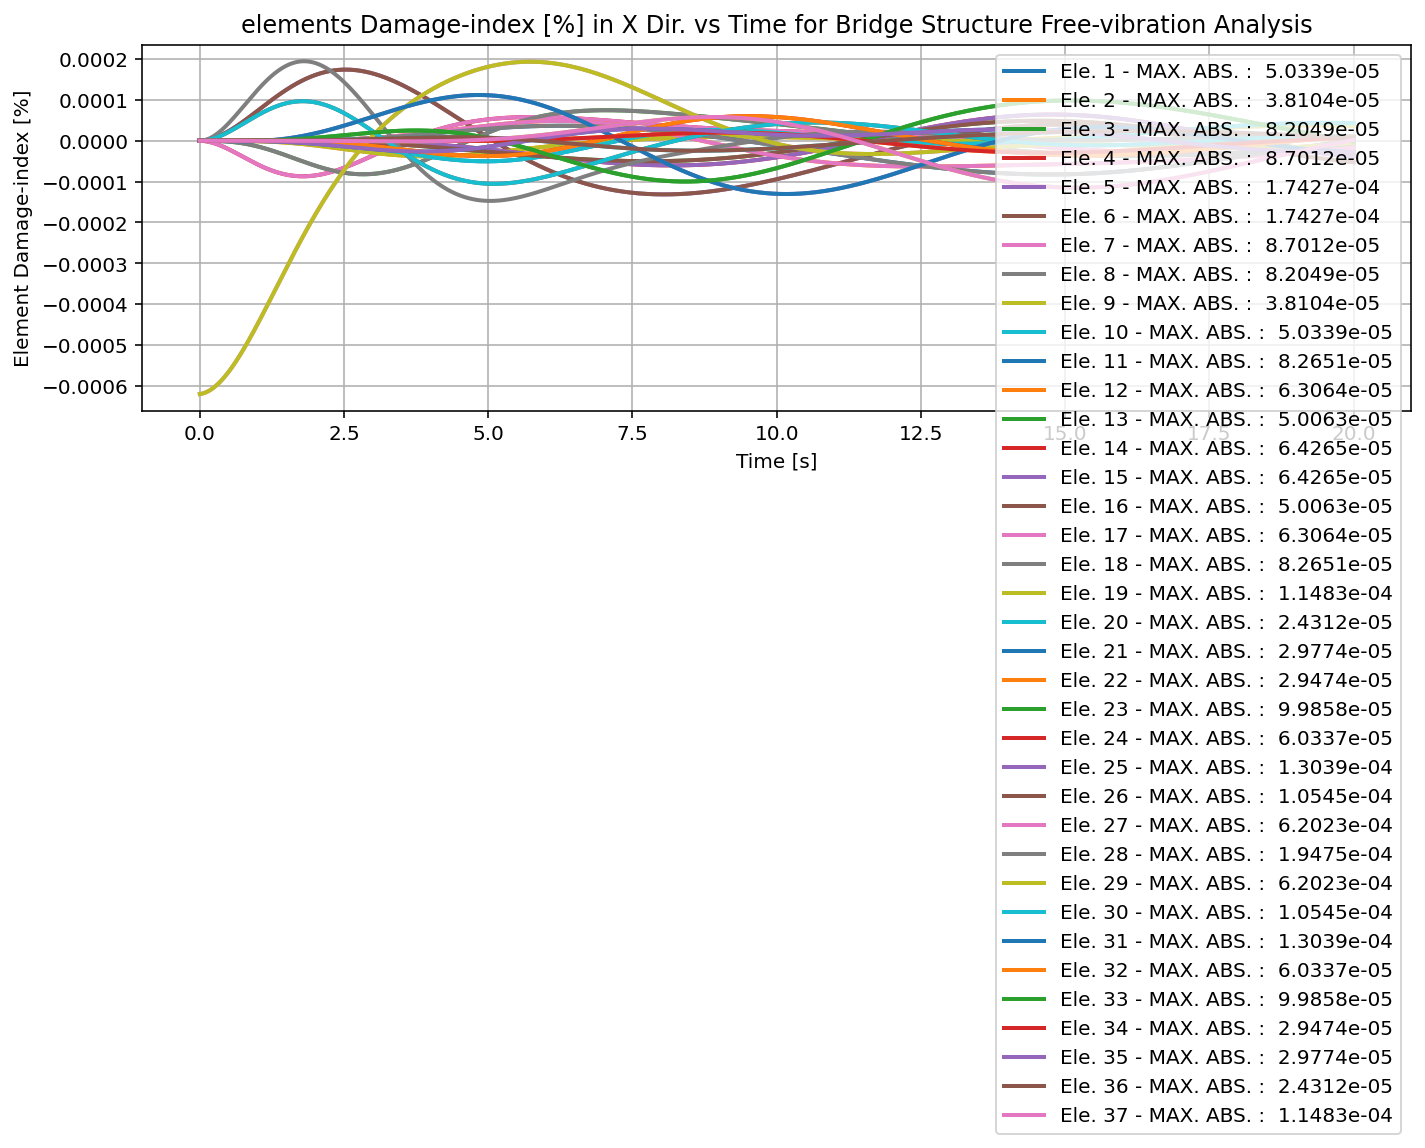 elements Damage-index [%] in X Dir. vs Time for Bridge Structure Free-vibration Analysis
Element Damage-index [%]
0.0002
0.0001
0.0000
−0.0001
−0.0002
−0.0003
−0.0004
−0.0005
−0.0006
0.0
2.5
5.0
7.5
10.0
12.5
15.0
17.5
20.0
Time [s]
Ele. 1 - MAX. ABS. : 5.0339e-05
Ele. 2 - MAX. ABS. : 3.8104e-05
Ele. 3 - MAX. ABS. : 8.2049e-05
Ele. 4 - MAX. ABS. : 8.7012e-05
Ele. 5 - MAX. ABS. : 1.7427e-04
Ele. 6 - MAX. ABS. : 1.7427e-04
Ele. 7 - MAX. ABS. : 8.7012e-05
Ele. 8 - MAX. ABS. : 8.2049e-05
Ele. 9 - MAX. ABS. : 3.8104e-05
Ele. 10 - MAX. ABS. : 5.0339e-05
Ele. 11 - MAX. ABS. : 8.2651e-05
Ele. 12 - MAX. ABS. : 6.3064e-05
Ele. 13 - MAX. ABS. : 5.0063e-05
Ele. 14 - MAX. ABS. : 6.4265e-05
Ele. 15 - MAX. ABS. : 6.4265e-05
Ele. 16 - MAX. ABS. : 5.0063e-05
Ele. 17 - MAX. ABS. : 6.3064e-05
Ele. 18 - MAX. ABS. : 8.2651e-05
Ele. 19 - MAX. ABS. : 1.1483e-04
Ele. 20 - MAX. ABS. : 2.4312e-05
Ele. 21 - MAX. ABS. : 2.9774e-05
Ele. 22 - MAX. ABS. : 2.9474e-05
Ele. 23 - MAX. ABS. : 9.9858e-05
Ele. 24 - MAX. ABS. : 6.0337e-05
Ele. 25 - MAX. ABS. : 1.3039e-04
Ele. 26 - MAX. ABS. : 1.0545e-04
Ele. 27 - MAX. ABS. : 6.2023e-04
Ele. 28 - MAX. ABS. : 1.9475e-04
Ele. 29 - MAX. ABS. : 6.2023e-04
Ele. 30 - MAX. ABS. : 1.0545e-04
Ele. 31 - MAX. ABS. : 1.3039e-04
Ele. 32 - MAX. ABS. : 6.0337e-05
Ele. 33 - MAX. ABS. : 9.9858e-05
Ele. 34 - MAX. ABS. : 2.9474e-05
Ele. 35 - MAX. ABS. : 2.9774e-05
Ele. 36 - MAX. ABS. : 2.4312e-05
Ele. 37 - MAX. ABS. : 1.1483e-04